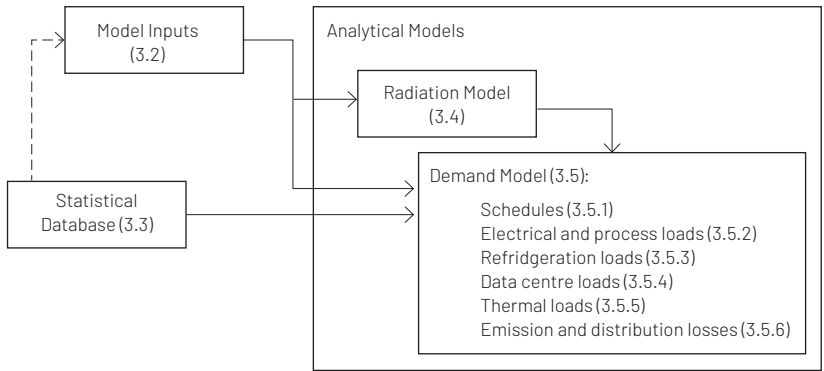 Model Inputs
(3.2)
Analytical Models
Radiation Model
(3.4)
Statistical
Database (3.3)
Demand Model (3.5):
Schedules (3.5.1)
Electrical and process loads (3.5.2)
Refridgeration loads (3.5.3)
Data centre loads (3.5.4)
Thermal loads (3.5.5)
Emission and distribution losses (3.5.6)